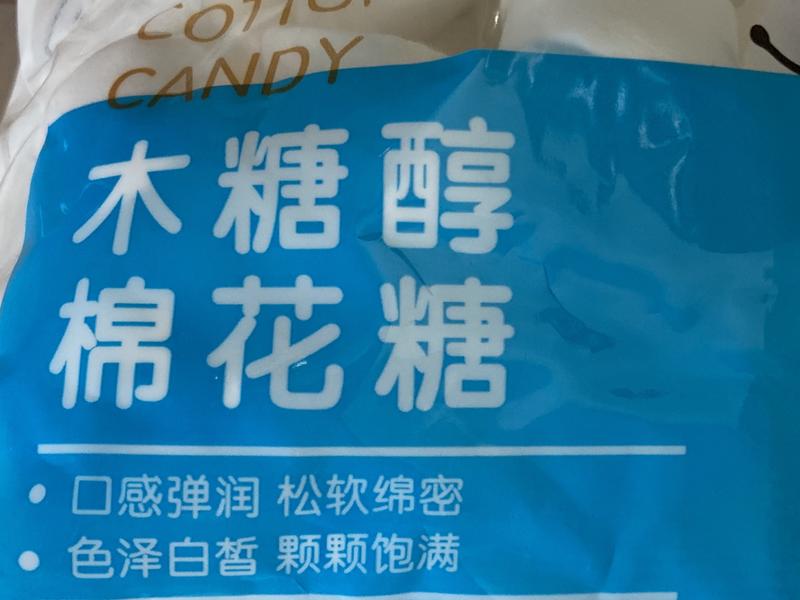 COTTON
CANDY
木糖醇
棉花糖
口感弹润 松软绵密
色泽白皙 颗颗饱满